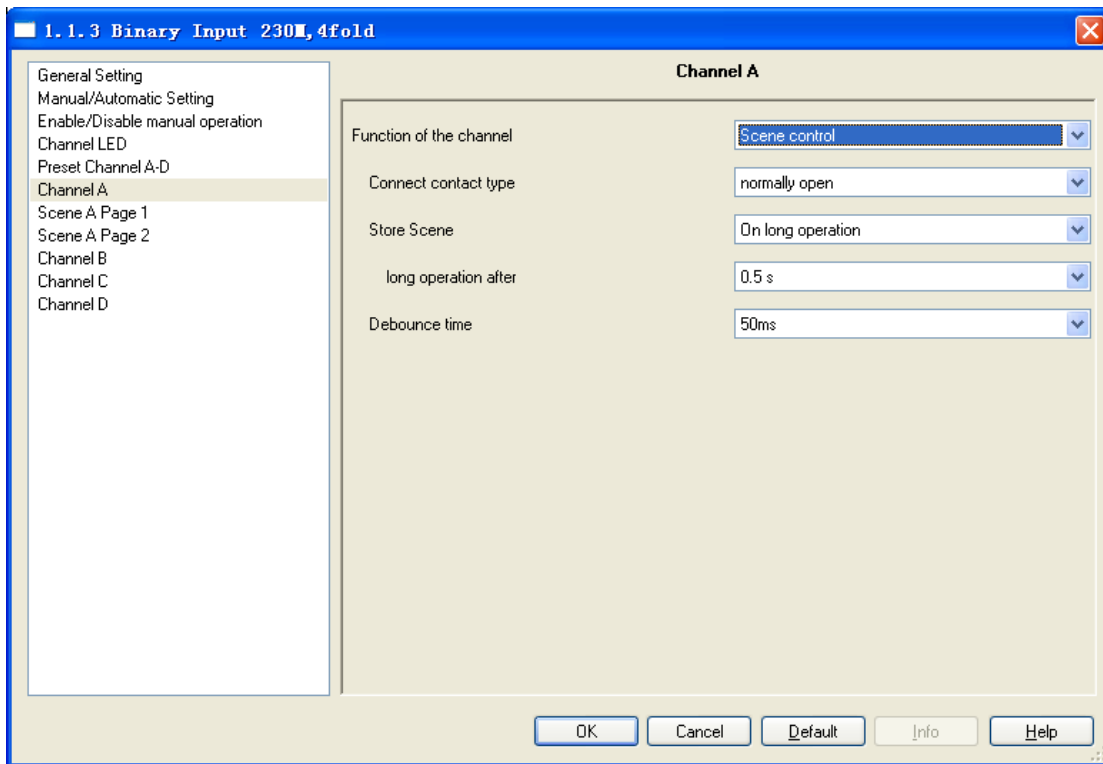 1.1.3 Binary Input 230M,4fold
General Setting
Manual/Automatic Setting
Enable/Disable manual operation
Channel LED
Preset Channel A-D
Channel A
Scene A Page 1
Scene A Page 2
Channel B
Channel C
Channel D
Channel A
Function of the channel Scene control
Connect contact type normally open
Store Scene On long operation
long operation after 0.5 s
Debounce time 50ms
OK Cancel Default Info Help